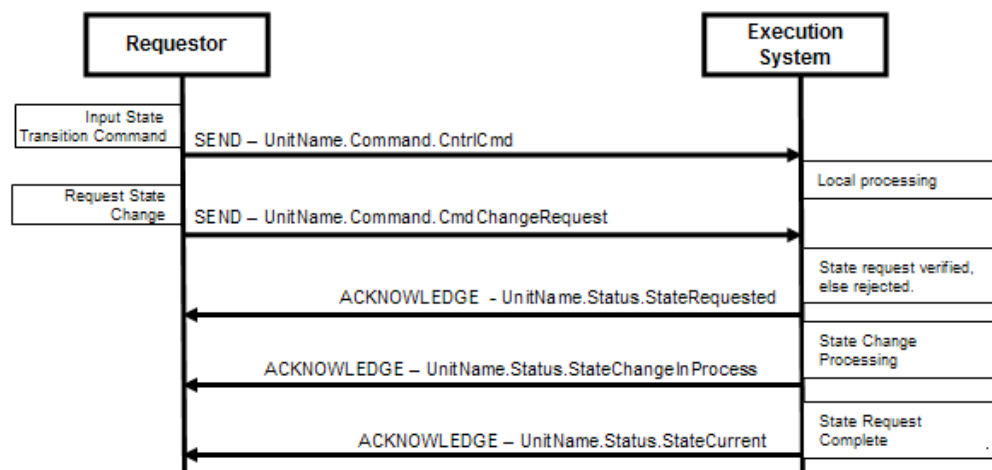 Requestor
Execution
System
Input State
Transition Command
SEND – UnitName.Command.CntrlCmd
Local processing
Request State
Change
SEND – UnitName.Command.CmdChangeRequest
State request verified,
else rejected.
ACKNOWLEDGE - UnitName.Status.StateRequested
State Change
Processing
ACKNOWLEDGE – UnitName.Status.StateChangeInProcess
State Request
Complete
.
ACKNOWLEDGE – UnitName.Status.StateCurrent